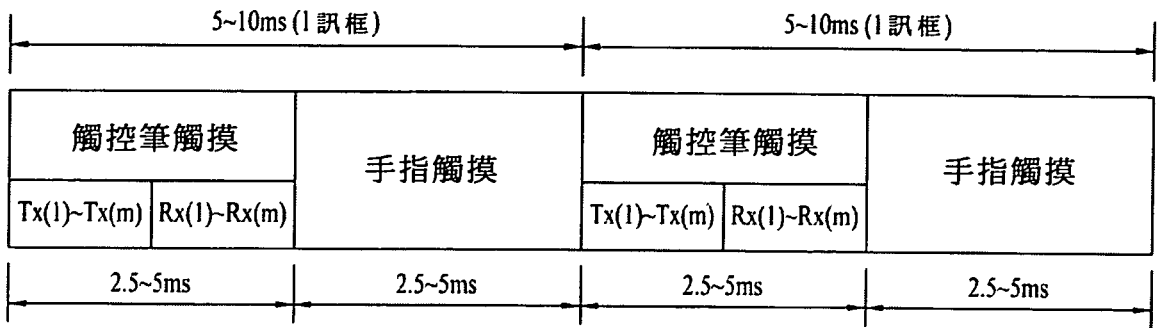 5~10ms (1訊框) 5~10ms (1訊框)
觸控筆觸摸 手指觸摸 觸控筆觸摸 手指觸摸
Tx(1)~Tx(m) Rx(1)~Rx(m) Tx(1)~Tx(m) Rx(1)~Rx(m)
2.5~5ms 2.5~5ms 2.5~5ms 2.5~5ms